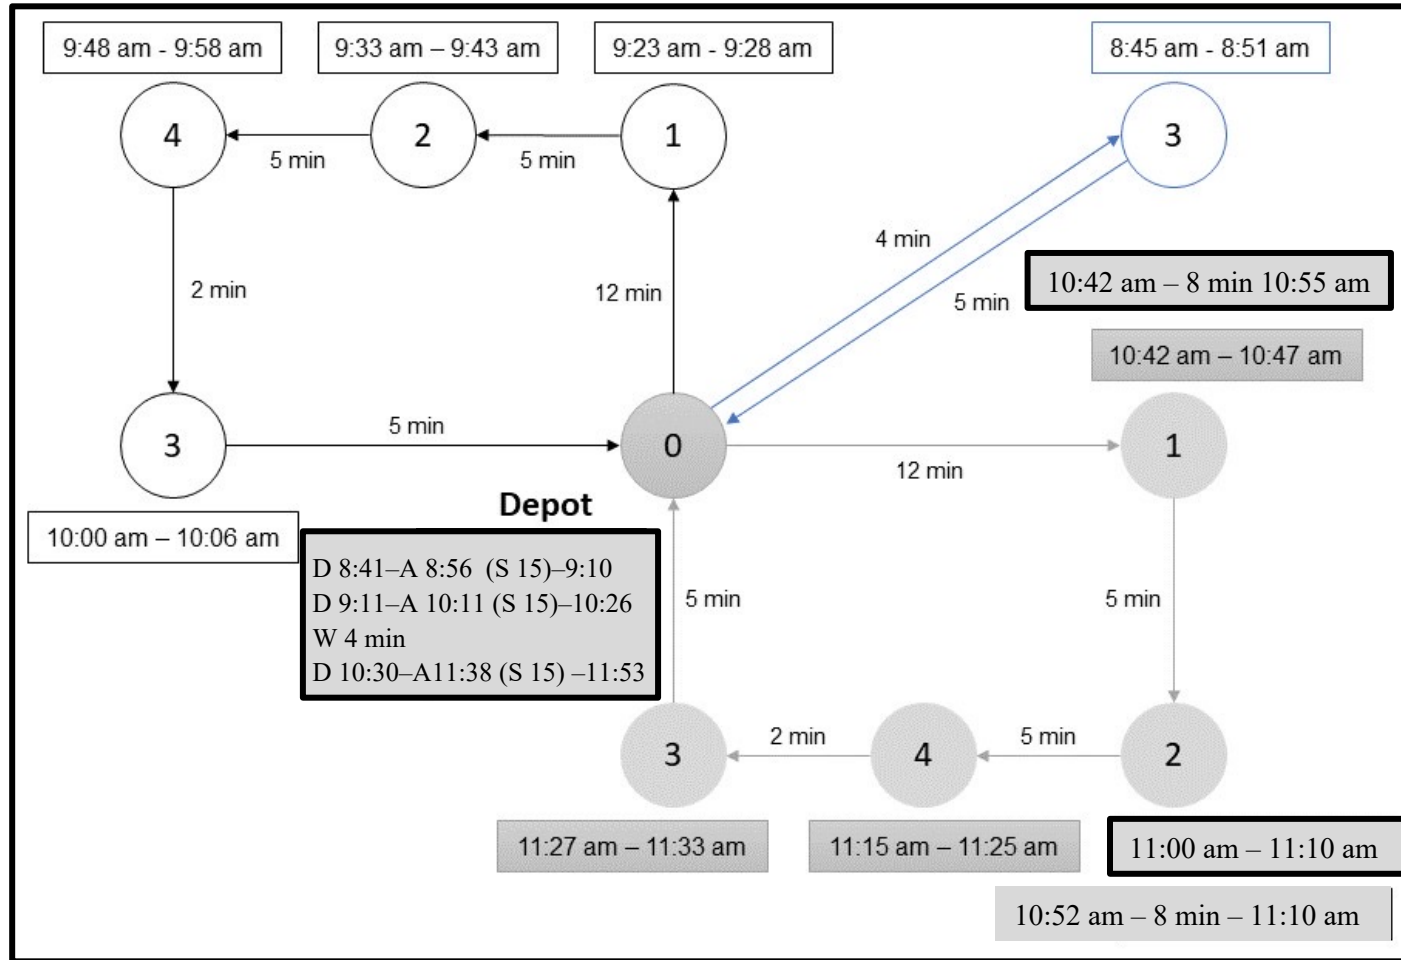 9:48 am - 9:58 am
9:33 am – 9:43 am
9:23 am - 9:28 am
8:45 am - 8:51 am
4
2
1
3
5 min
5 min
4 min
2 min
12 min
5 min
10:42 am – 8 min 10:55 am
10:42 am – 10:47 am
3
5 min
0
12 min
1
Depot
10:00 am – 10:06 am
D 8:41–A 8:56 (S 15)–9:10
D 9:11–A 10:11 (S 15)–10:26
W 4 min
D 10:30–A11:38 (S 15) –11:53
5 min
5 min
3
2 min
4
5 min
2
11:27 am – 11:33 am
11:15 am – 11:25 am
11:00 am – 11:10 am
10:52 am – 8 min – 11:10 am